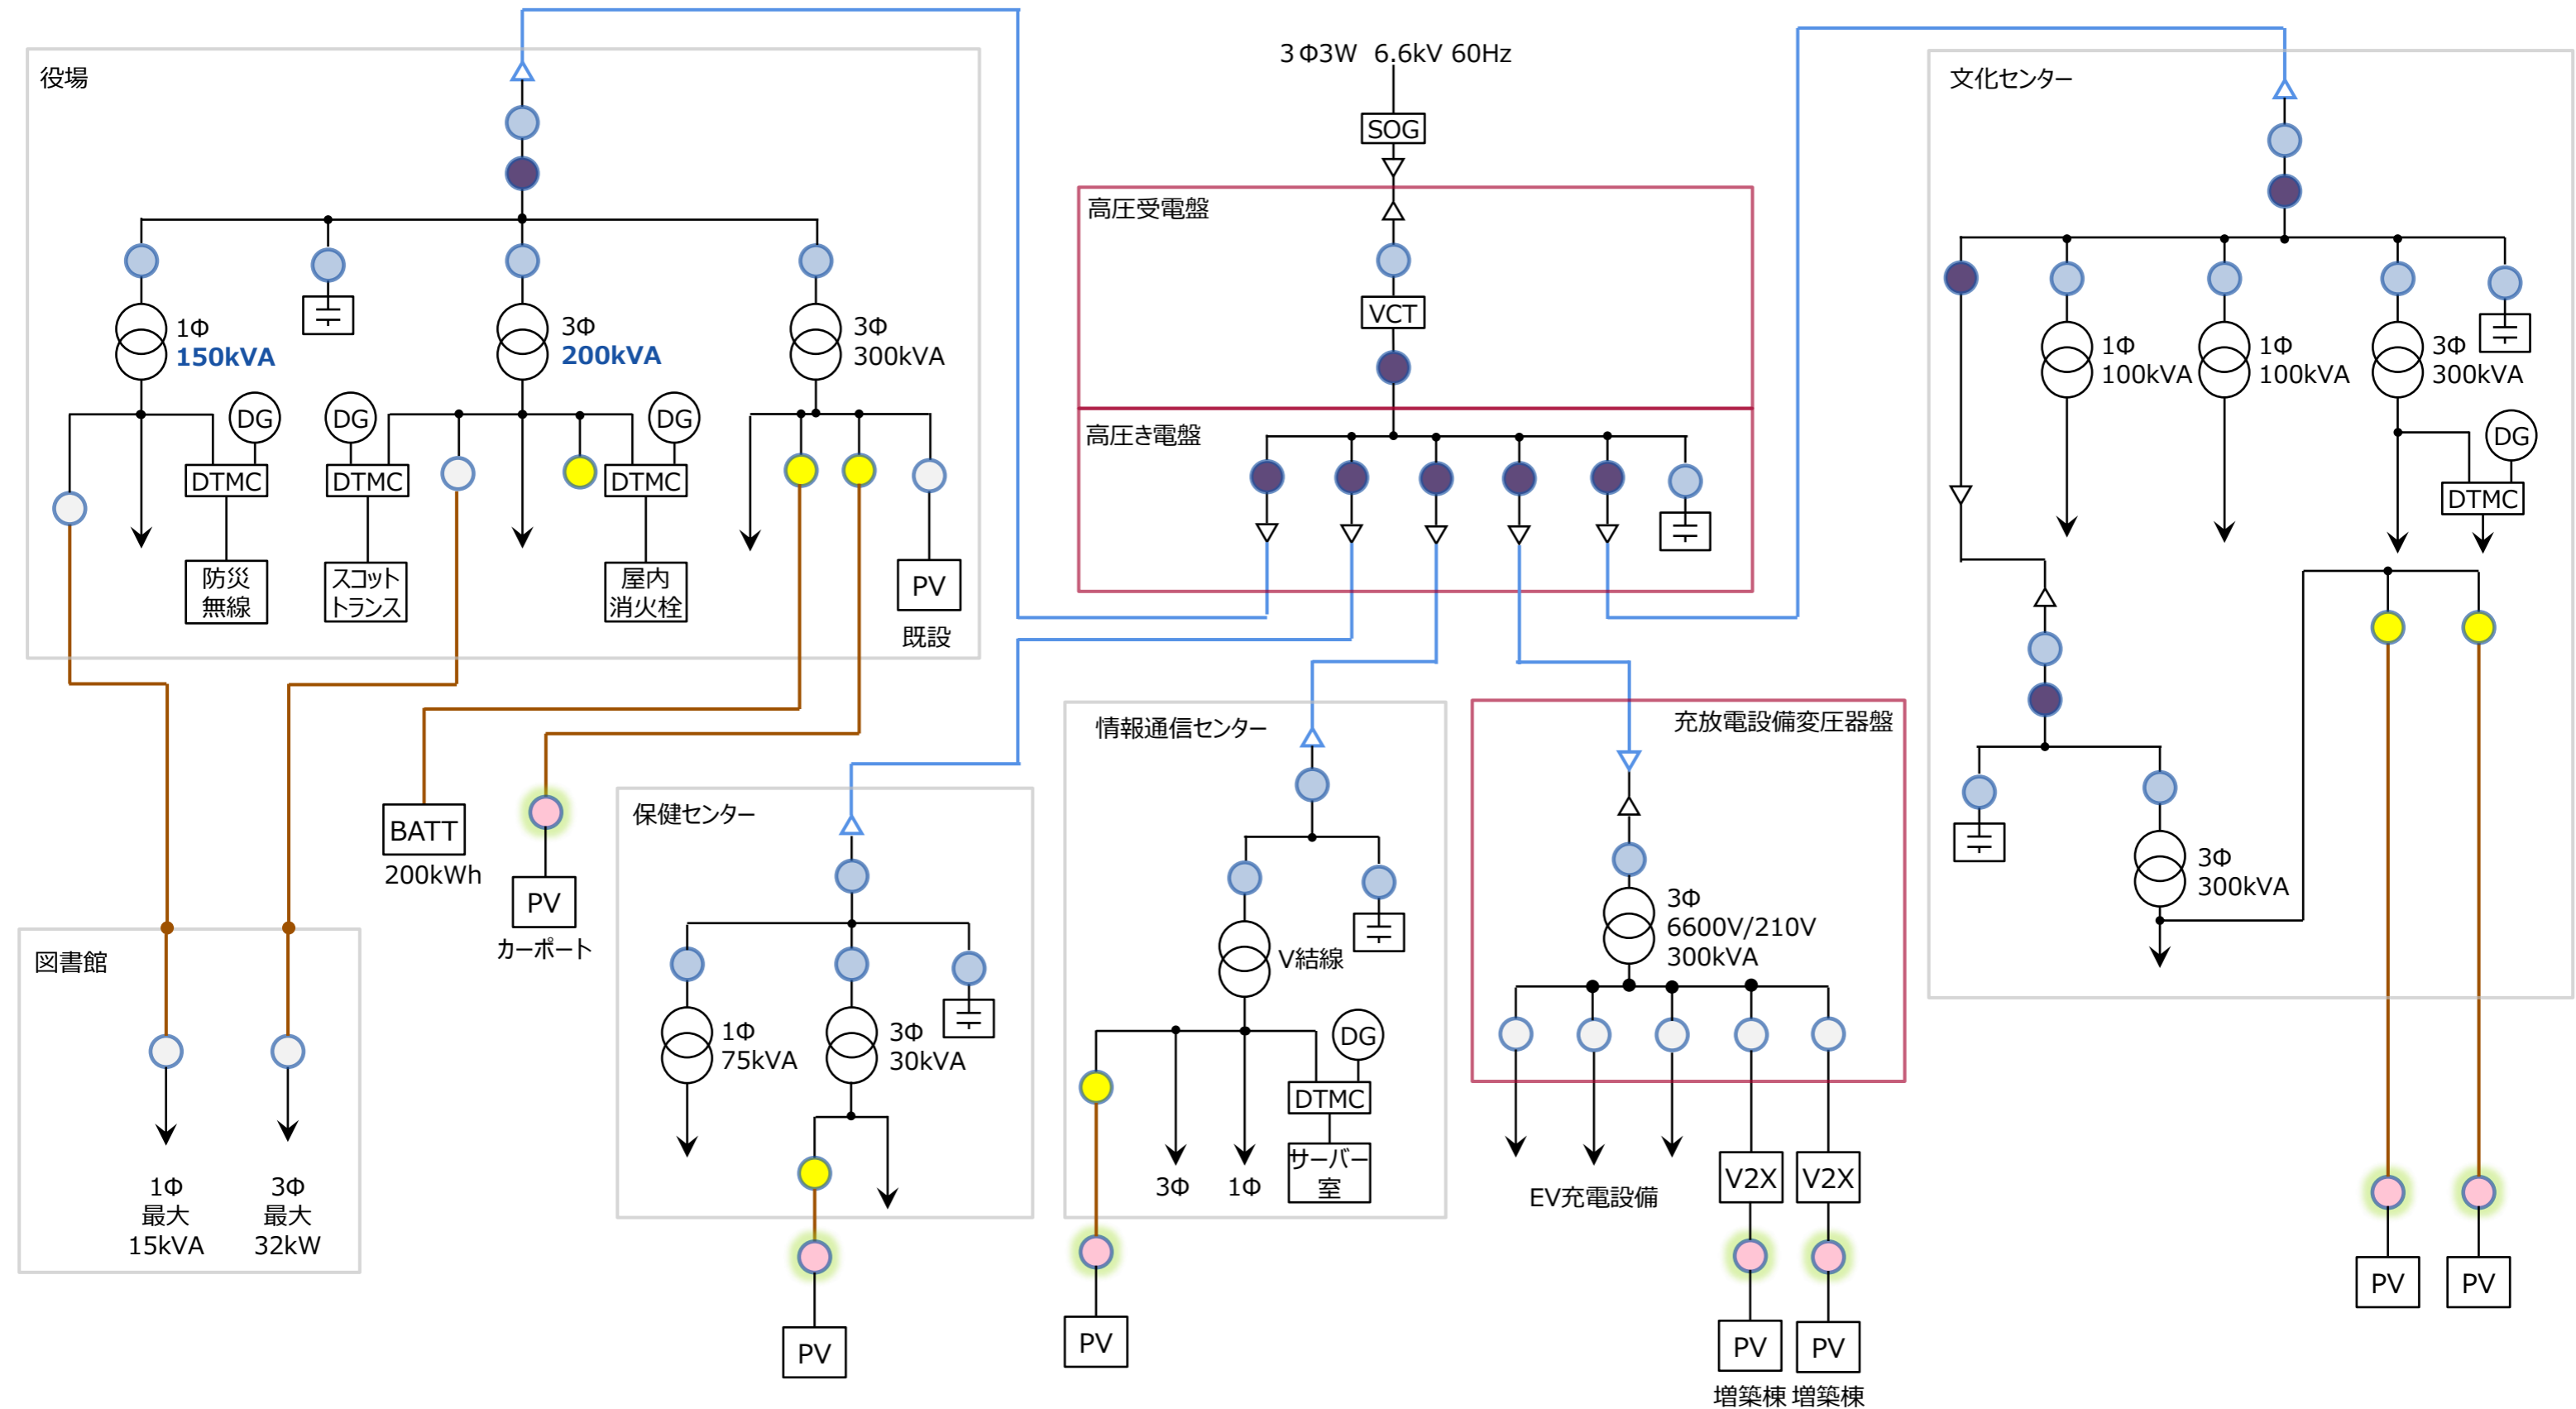 3Φ3W 6.6kV 60Hz
SOG
役場
1Φ
150kVA
3Φ
200kVA
3Φ
300kVA
DG
DG
DG
DTMC
DTMC
DTMC
防災
無線
スコット
トランス
屋内
消火栓
PV
既設
高圧受電盤
VCT
高圧き電盤
文化センター
1Φ
100kVA
1Φ
100kVA
3Φ
300kVA
DG
DTMC
3Φ
300kVA
PV
PV
BATT
200kWh
PV
カーポート
図書館
1Φ
最大
15kVA
3Φ
最大
32kW
保健センター
1Φ
75kVA
3Φ
30kVA
PV
情報通信センター
V結線
DG
DTMC
サーバー
室
3Φ
1Φ
PV
充放電設備変圧器盤
3Φ
6600V/210V
300kVA
EV充電設備
V2X
V2X
PV
PV
増築棟
増築棟